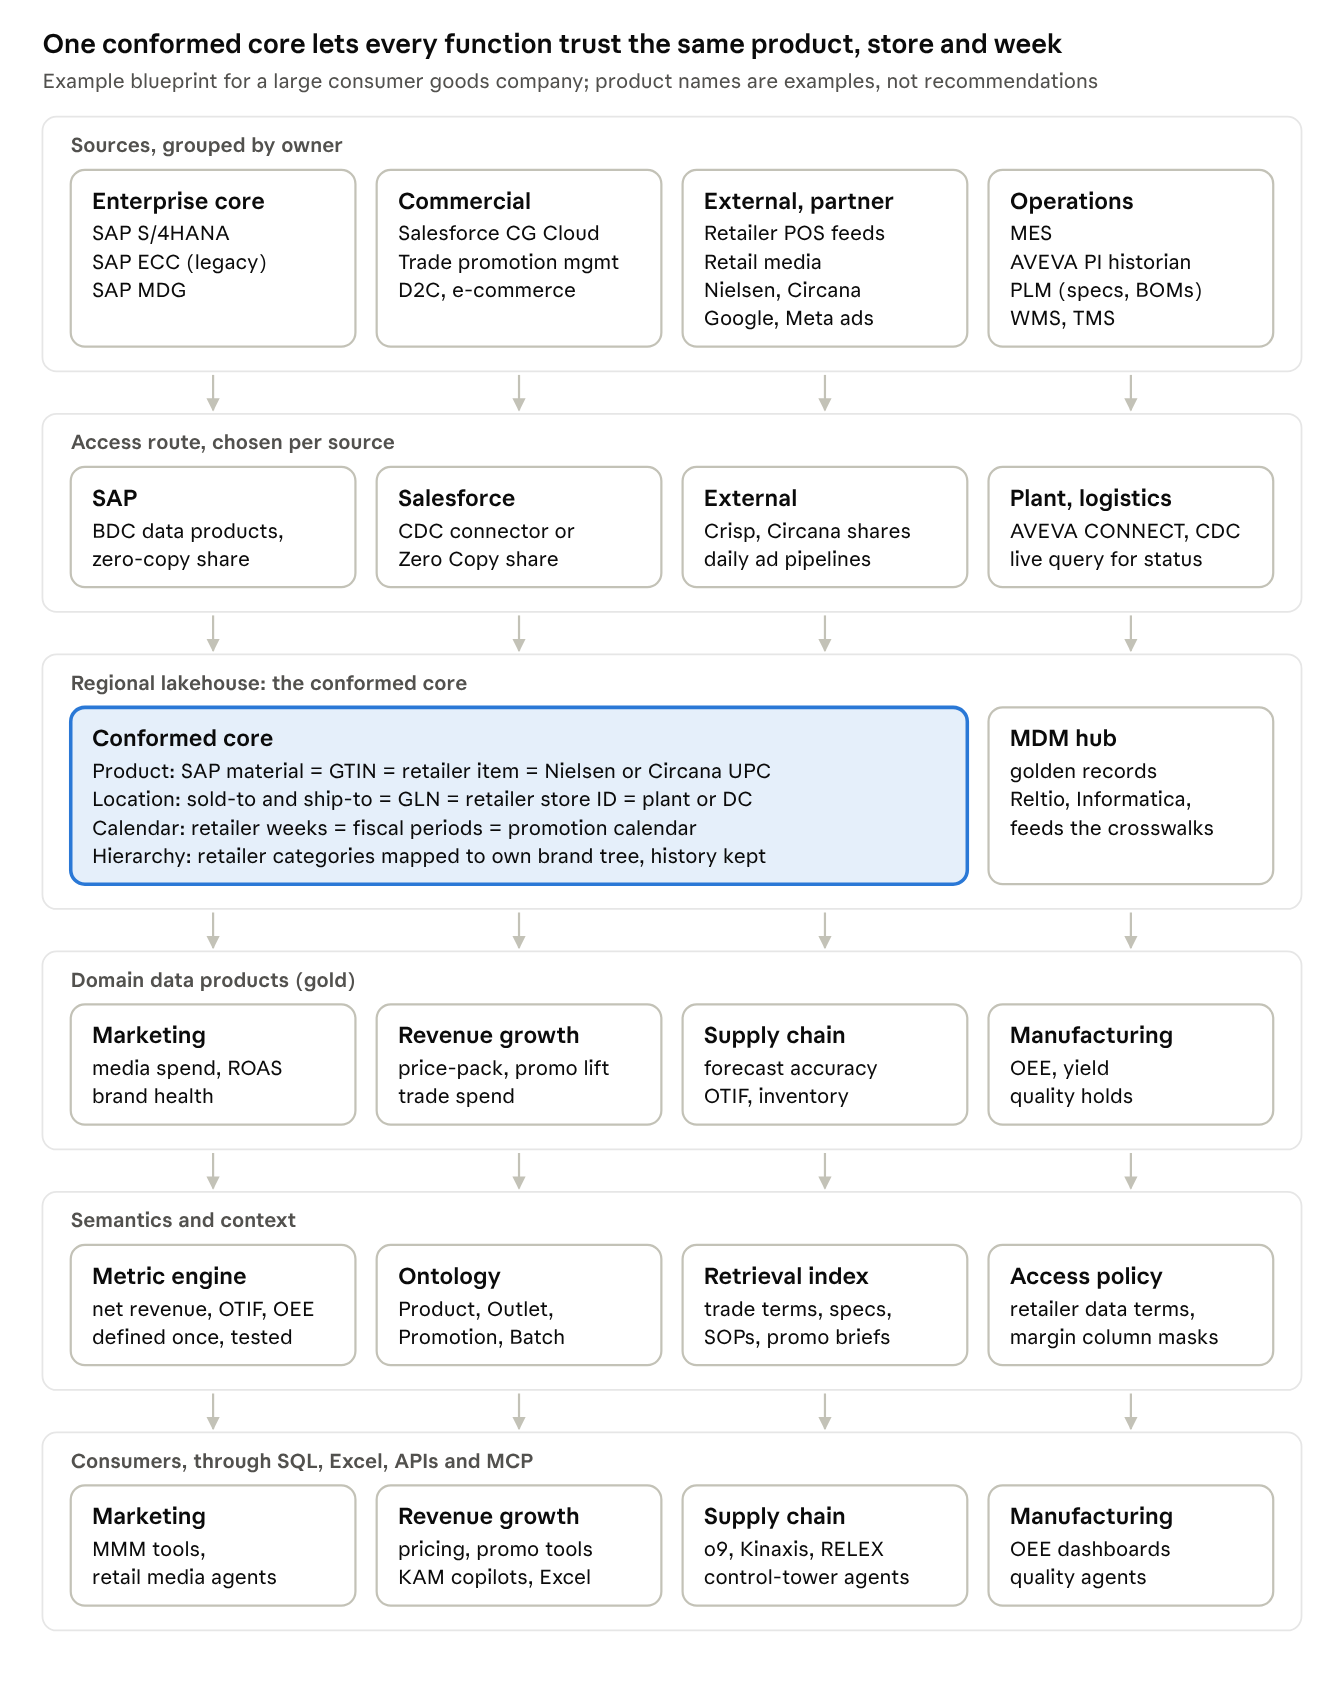 One conformed core lets every function trust the same product, store and week
Example blueprint for a large consumer goods company; product names are examples, not recommendations
Sources, grouped by owner
Enterprise core
SAP S/4HANA
SAP ECC (legacy)
SAP MDG
Commercial
Salesforce CG Cloud
Trade promotion mgmt
D2C, e-commerce
External, partner
Retailer POS feeds
Retail media
Nielsen, Circana
Google, Meta ads
Operations
MES
AVEVA PI historian
PLM (specs, BOMs)
WMS, TMS
Access route, chosen per source
SAP
BDC data products,
zero-copy share
Salesforce
CDC connector or
Zero Copy share
External
Crisp, Circana shares
daily ad pipelines
Plant, logistics
AVEVA CONNECT, CDC
live query for status
Regional lakehouse: the conformed core
Conformed core
Product: SAP material = GTIN = retailer item = Nielsen or Circana UPC
Location: sold-to and ship-to = GLN = retailer store ID = plant or DC
Calendar: retailer weeks = fiscal periods = promotion calendar
Hierarchy: retailer categories mapped to own brand tree, history kept
MDM hub
golden records
Reltio, Informatica,
feeds the crosswalks
Domain data products (gold)
Marketing
media spend, ROAS
brand health
Revenue growth
price-pack, promo lift
trade spend
Supply chain
forecast accuracy
OTIF, inventory
Manufacturing
OEE, yield
quality holds
Semantics and context
Metric engine
net revenue, OTIF, OEE
defined once, tested
Ontology
Product, Outlet,
Promotion, Batch
Retrieval index
trade terms, specs,
SOPs, promo briefs
Access policy
retailer data terms,
margin column masks
Consumers, through SQL, Excel, APIs and MCP
Marketing
MMM tools,
retail media agents
Revenue growth
pricing, promo tools
KAM copilots, Excel
Supply chain
o9, Kinaxis, RELEX
control-tower agents
Manufacturing
OEE dashboards
quality agents